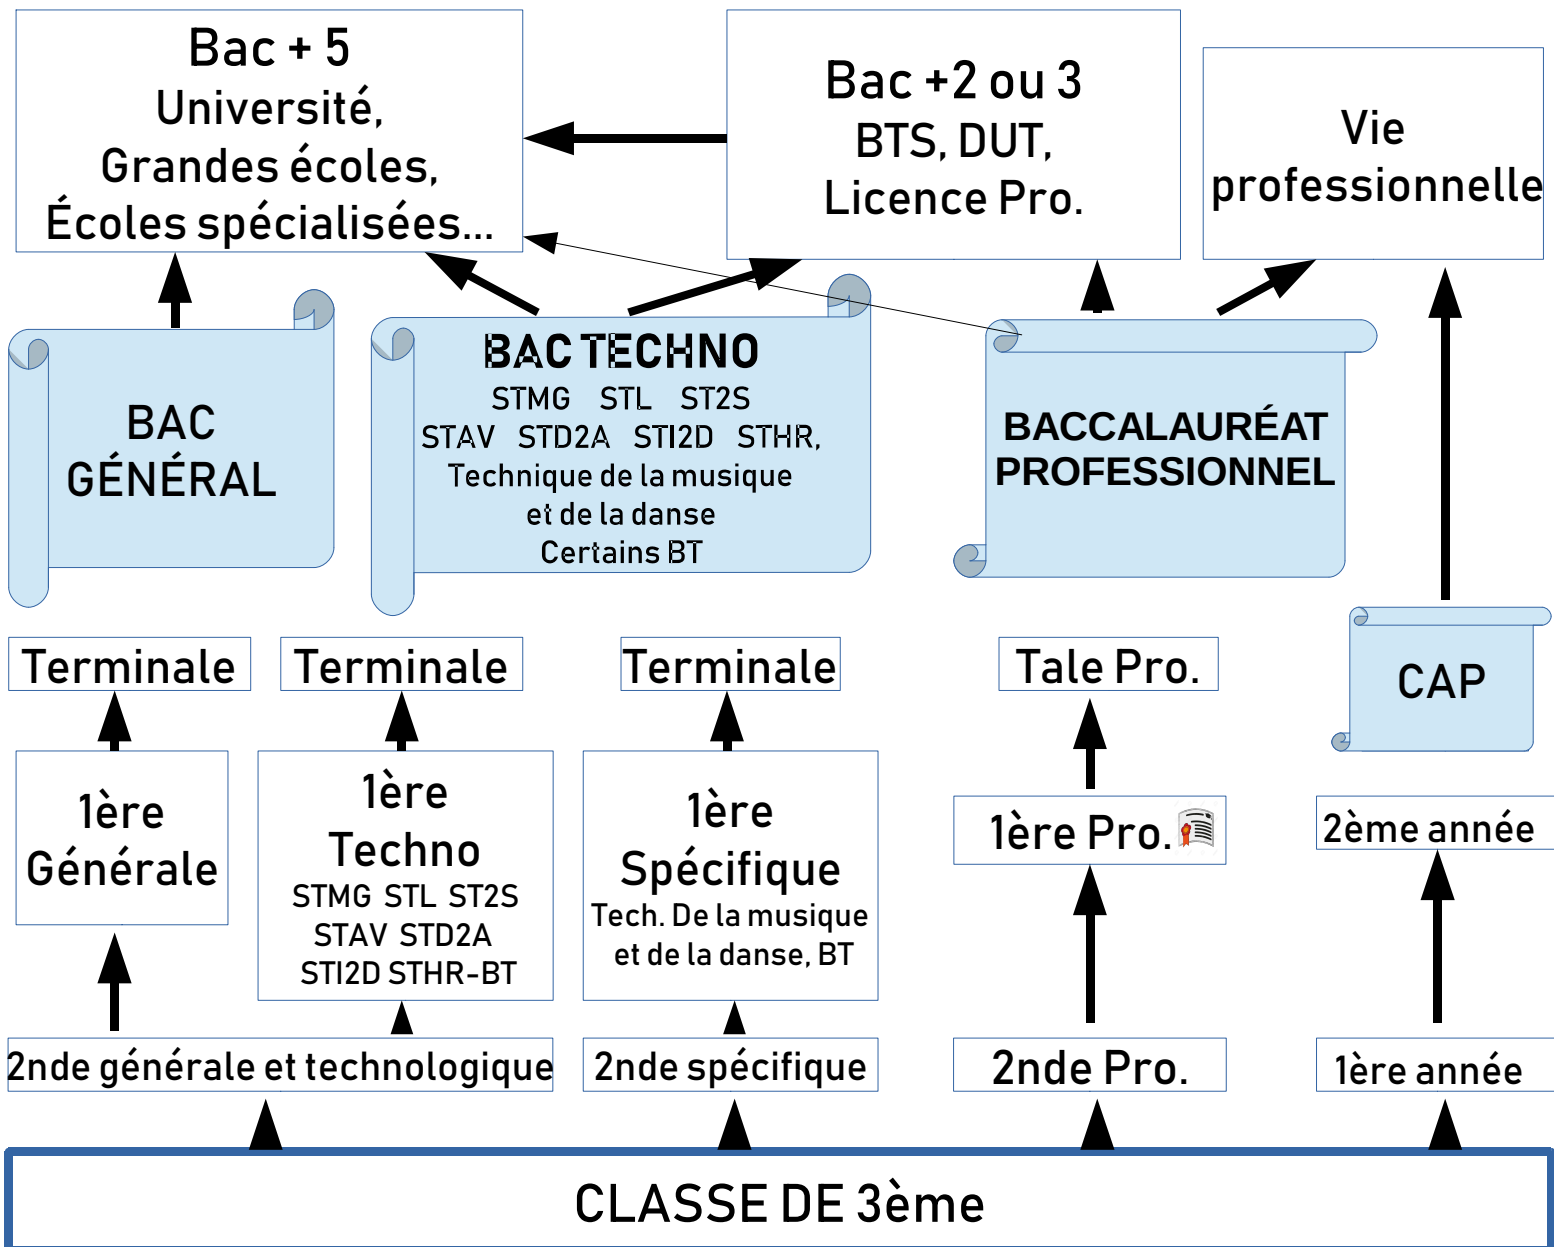 Bac + 5
Université,
Grandes écoles,
Écoles spécialisées...
Bac +2 ou 3
BTS, DUT,
Licence Pro.
Vie
professionnelle
BAC
GÉNÉRAL
BAC TECHNO
STMG STL ST2S
STAV STD2A STI2D STHR,
Technique de la musique
et de la danse
Certains BT
BACCALAURÉAT
PROFESSIONNEL
CAP
Terminale
Terminale
Terminale
Tale Pro.
1ère
Générale
1ère
Techno
STMG STL ST2S
STAV STD2A
STI2D STHR-BT
1ère
Spécifique
Tech. De la musique
et de la danse, BT
1ère Pro.
2ème année
2nde générale et technologique
2nde spécifique
2nde Pro.
1ère année
CLASSE DE 3ème